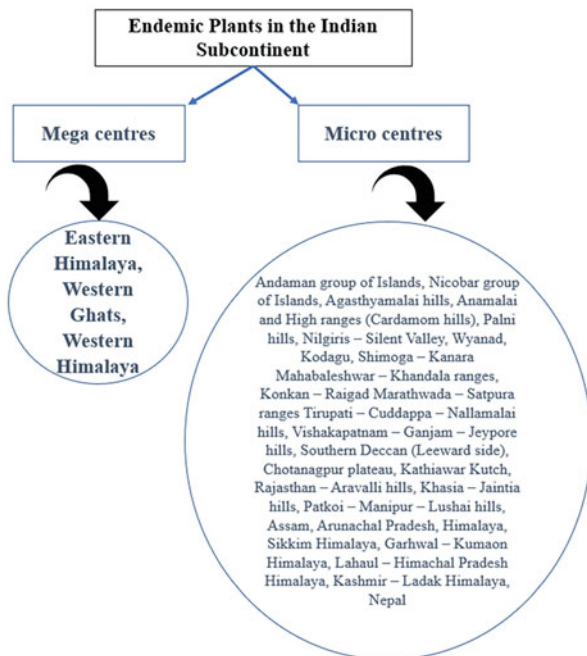 Endemic Plants in the Indian
Subcontinent
Mega centres
Micro centres
Eastern
Himalaya,
Western
Ghats,
Western
Himalaya
Andaman group of Islands, Nicobar group
of Islands, Agasthyamalai hills, Anamalai
and High ranges (Cardamom hills), Palni
hills, Nilgiris – Silent Valley, Wyanad,
Kodagu, Shimoga – Kanara
Mahabaleshwar – Khandala ranges,
Konkan – Raigad Marathwada – Satpura
ranges Tirupati – Cuddappa – Nallamalai
hills, Vishakapatnam – Ganjam – Jeypore
hills, Southern Deccan (Leeward side),
Chotanagpur plateau, Kathiawar Kutch,
Rajasthan – Aravalli hills, Khasia – Jaintia
hills, Patkoi – Manipur – Lushai hills,
Assam, Arunachal Pradesh, Himalaya,
Sikkim Himalaya, Garhwal – Kumaon
Himalaya, Lahaul – Himachal Pradesh
Himalaya, Kashmir – Ladak Himalaya,
Nepal